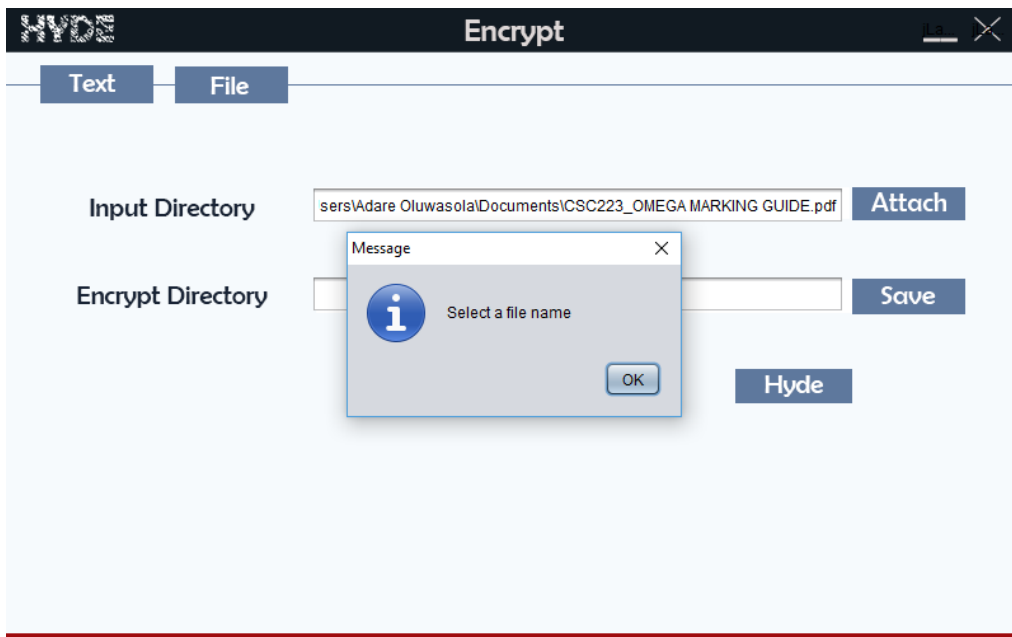 HYDE Encrypt
Text File
Input Directory sers\Adare Oluwasola\Documents\CSC223_OMEGA MARKING GUIDE.pdf Attach
Message
Encrypt Directory Save
Select a file name
OK
Hyde